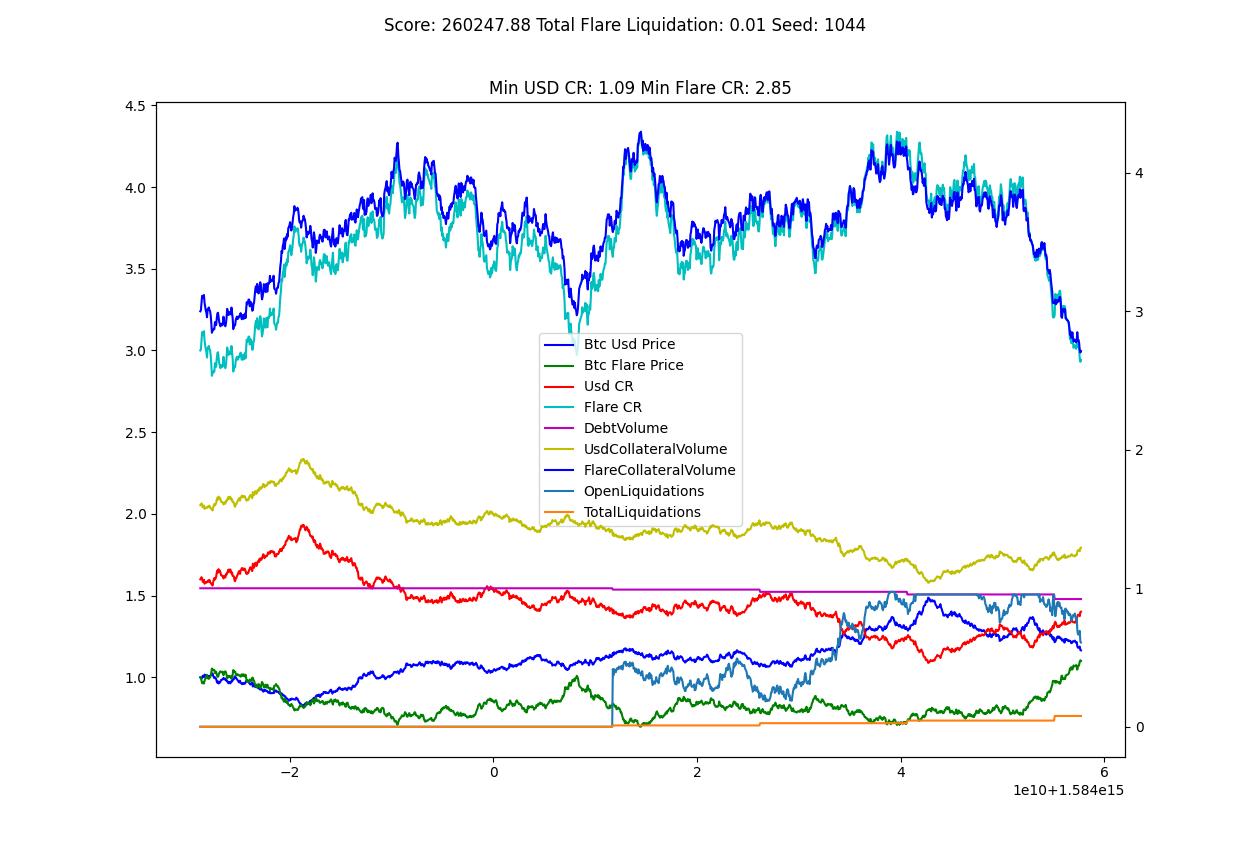 Score: 260247.88 Total Flare Liquidation: 0.01 Seed: 1044
Min USD CR: 1.09 Min Flare CR: 2.85
4.5
4.0
3.5
3.0
2.5
2.0
1.5
1.0
4
3
2
1
0
Btc Usd Price
Btc Flare Price
Usd CR
Flare CR
DebtVolume
UsdCollateralVolume
FlareCollateralVolume
OpenLiquidations
TotalLiquidations
−2 0 2 4 6
1e10+1.584e15